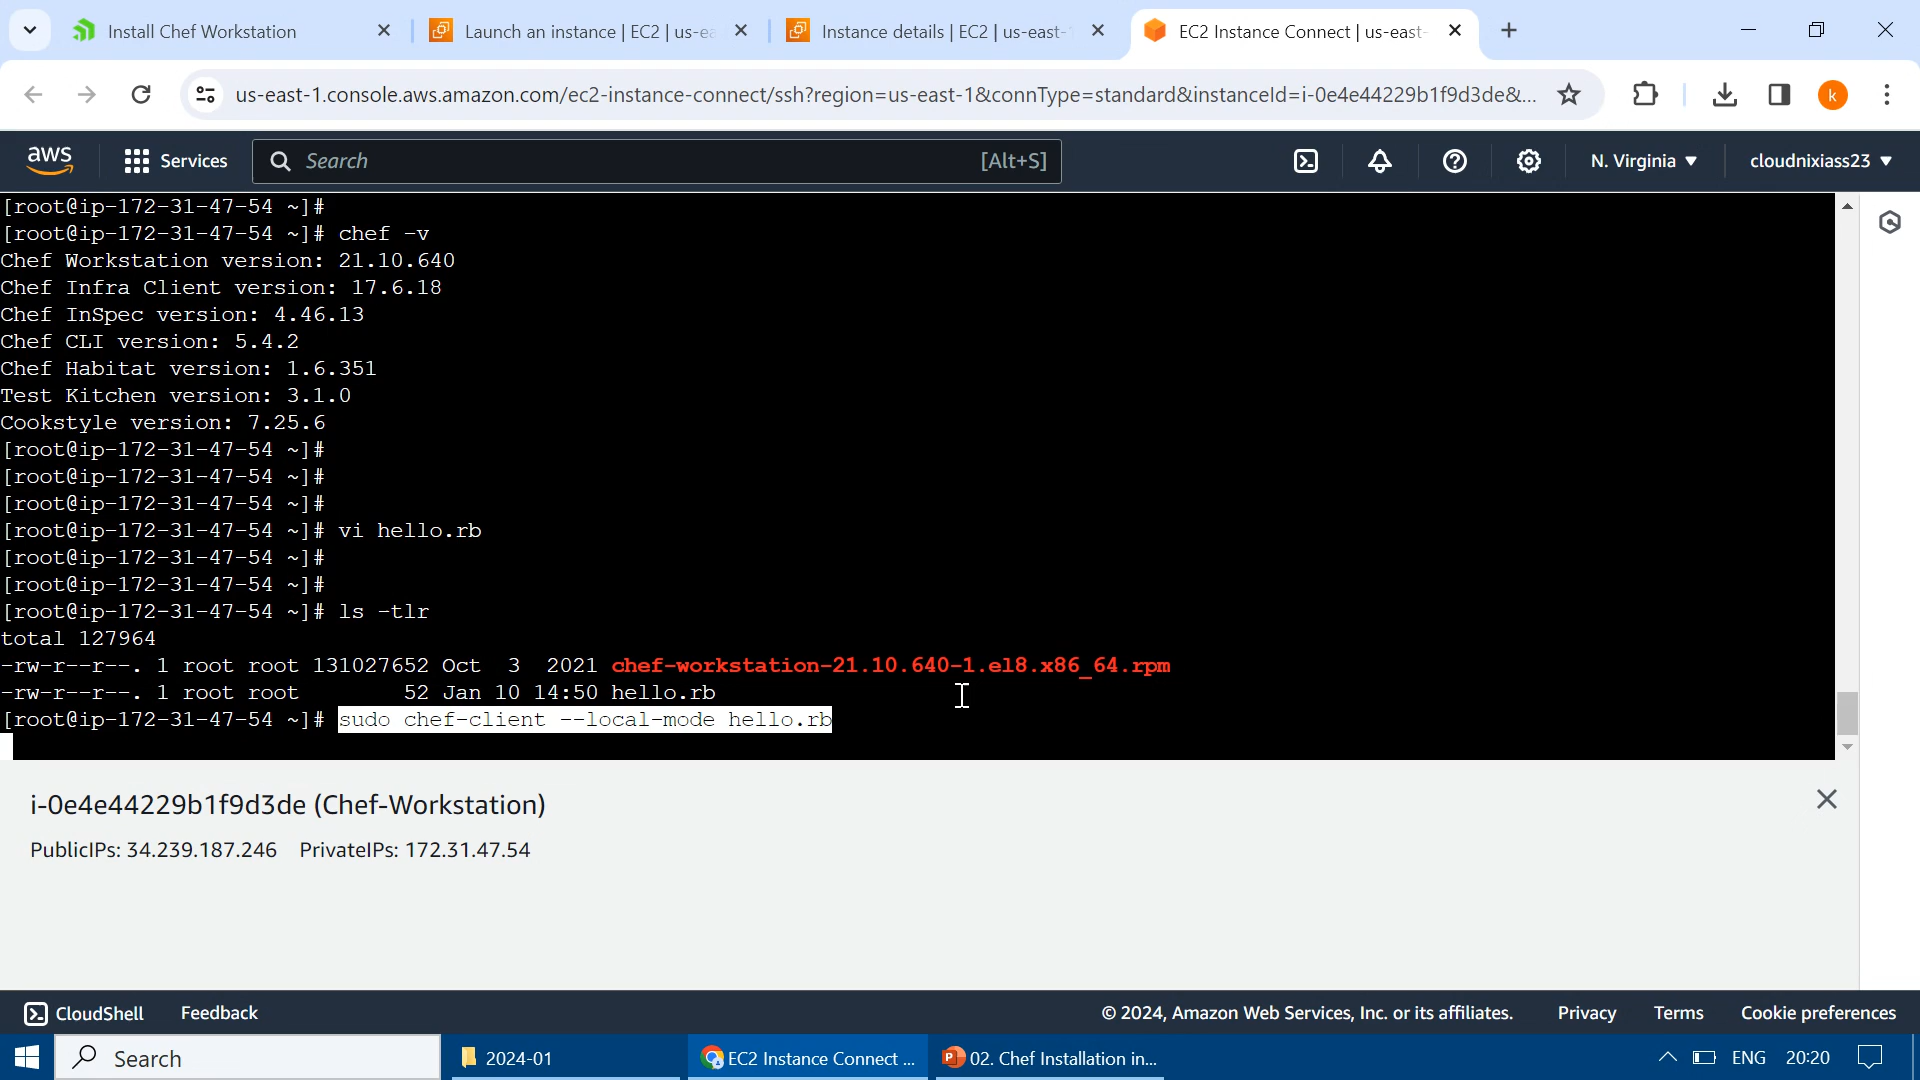 Install Chef Workstation
Launch an instance | EC2 | us-ea
Instance details | EC2 | us-east-
EC2 Instance Connect | us-east-
us-east-1.console.aws.amazon.com/ec2-instance-connect/ssh?region=us-east-1&connType=standard&instanceId=i-0e4e44229b1f9d3de&...
k
aws
Services
Search
[Alt+S]
N. Virginia
cloudnixiass23
[root@ip-172-31-47-54 ~]#
[root@ip-172-31-47-54 ~]# chef -v
Chef Workstation version: 21.10.640
Chef Infra Client version: 17.6.18
Chef InSpec version: 4.46.13
Chef CLI version: 5.4.2
Chef Habitat version: 1.6.351
Test Kitchen version: 3.1.0
Cookstyle version: 7.25.6
[root@ip-172-31-47-54 ~]#
[root@ip-172-31-47-54 ~]#
[root@ip-172-31-47-54 ~]#
[root@ip-172-31-47-54 ~]# vi hello.rb
[root@ip-172-31-47-54 ~]#
[root@ip-172-31-47-54 ~]#
[root@ip-172-31-47-54 ~]# ls -tlr
total 127964
-rw-r--r--. 1 root root 131027652 Oct  3  2021 chef-workstation-21.10.640-1.el8.x86_64.rpm
-rw-r--r--. 1 root root        52 Jan 10 14:50 hello.rb
[root@ip-172-31-47-54 ~]# sudo chef-client --local-mode hello.rb
i-0e4e44229b1f9d3de (Chef-Workstation)
PublicIPs: 34.239.187.246 PrivateIPs: 172.31.47.54
CloudShell
Feedback
© 2024, Amazon Web Services, Inc. or its affiliates.
Privacy
Terms
Cookie preferences
Search
2024-01
EC2 Instance Connect ...
02. Chef Installation in...
ENG
20:20